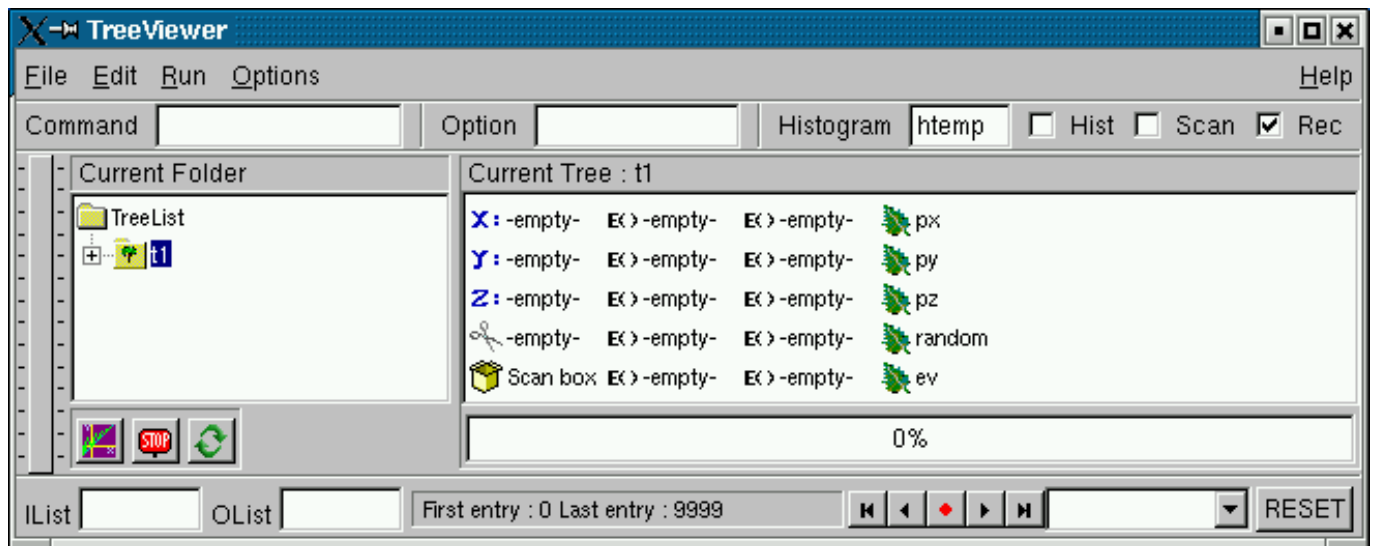 TreeViewer
File Edit Run Options Help
Command Option Histogram htemp Hist Scan Rec
Current Folder
TreeList
t1
Current Tree : t1
X: -empty- E() -empty- E() -empty- px
Y: -empty- E() -empty- E() -empty- py
Z: -empty- E() -empty- E() -empty- pz
-empty- E() -empty- E() -empty- random
Scan box E() -empty- E() -empty- ev
STOP
0%
IList OList First entry : 0 Last entry : 9999 RESET